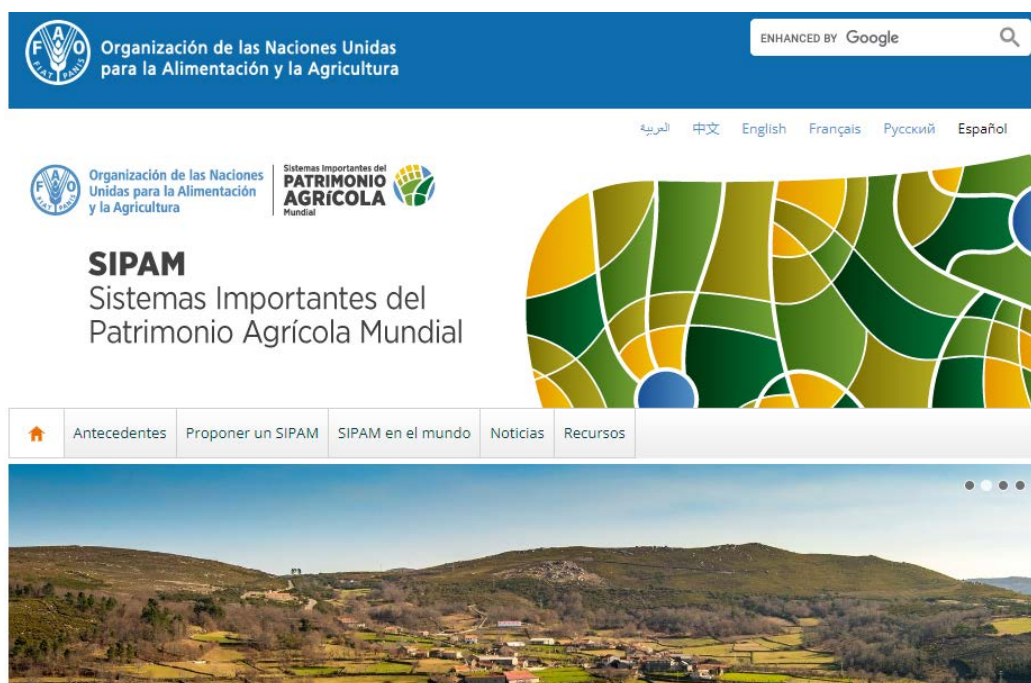 Organización de las Naciones Unidas
para la Alimentación y la Agricultura
ENHANCED BY Google
العربية 中文 English Français Русский Español
Organización de las Naciones
Unidas para la Alimentación
y la Agricultura
Sistemas Importantes del
PATRIMONIO
AGRÍCOLA
Mundial
SIPAM
Sistemas Importantes del
Patrimonio Agrícola Mundial
Antecedentes Proponer un SIPAM SIPAM en el mundo Noticias Recursos